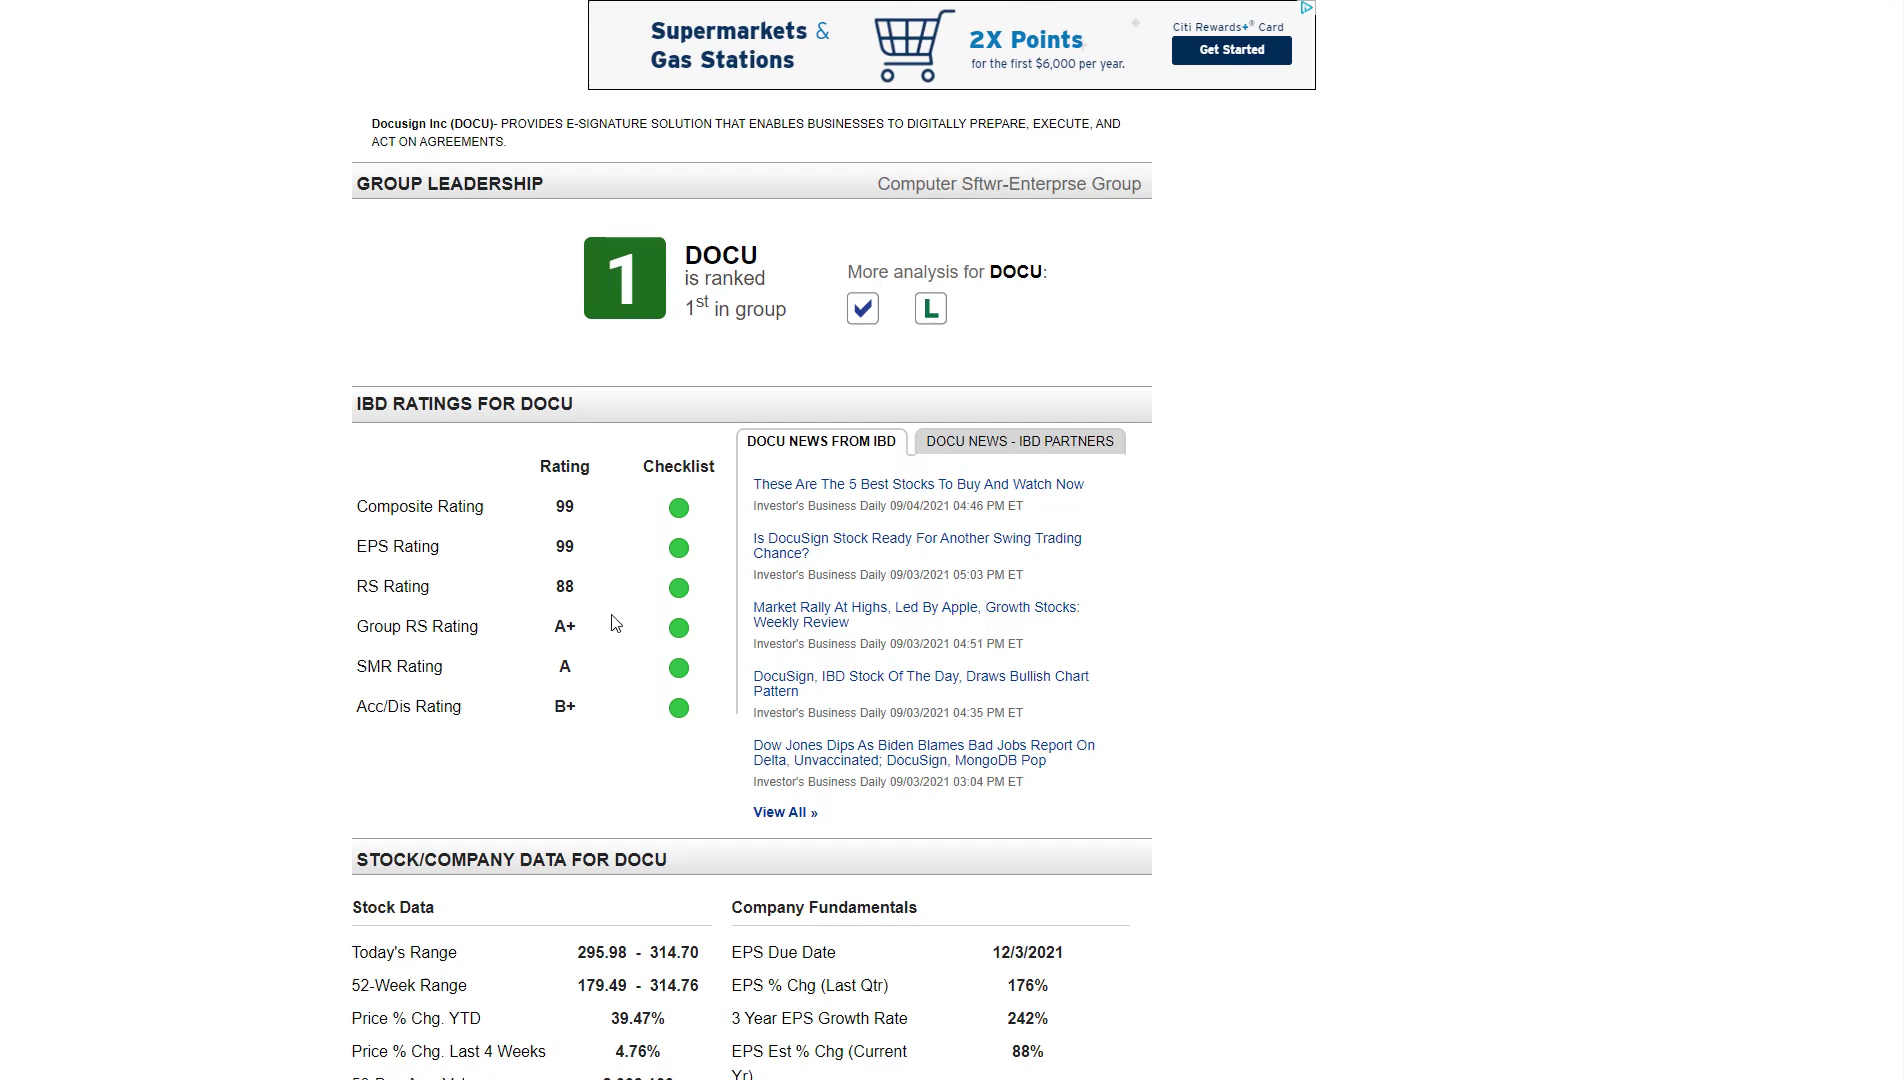 Supermarkets &
Gas Stations
2X Points
for the first $6,000 per year.
Citi Rewards+® Card
Get Started
Docusign Inc (DOCU)- PROVIDES E-SIGNATURE SOLUTION THAT ENABLES BUSINESSES TO DIGITALLY PREPARE, EXECUTE, AND
ACT ON AGREEMENTS.
GROUP LEADERSHIP Computer Sftwr-Enterprse Group
1
DOCU
is ranked
1st in group
More analysis for DOCU:
L
IBD RATINGS FOR DOCU
Rating Checklist
Composite Rating 99
EPS Rating 99
RS Rating 88
Group RS Rating A+
SMR Rating A
Acc/Dis Rating B+
DOCU NEWS FROM IBD DOCU NEWS - IBD PARTNERS
These Are The 5 Best Stocks To Buy And Watch Now
Investor's Business Daily 09/04/2021 04:46 PM ET
Is DocuSign Stock Ready For Another Swing Trading
Chance?
Investor's Business Daily 09/03/2021 05:03 PM ET
Market Rally At Highs, Led By Apple, Growth Stocks:
Weekly Review
Investor's Business Daily 09/03/2021 04:51 PM ET
DocuSign, IBD Stock Of The Day, Draws Bullish Chart
Pattern
Investor's Business Daily 09/03/2021 04:35 PM ET
Dow Jones Dips As Biden Blames Bad Jobs Report On
Delta, Unvaccinated; DocuSign, MongoDB Pop
Investor's Business Daily 09/03/2021 03:04 PM ET
View All »
STOCK/COMPANY DATA FOR DOCU
Stock Data
Today's Range 295.98 - 314.70
52-Week Range 179.49 - 314.76
Price % Chg. YTD 39.47%
Price % Chg. Last 4 Weeks 4.76%
Company Fundamentals
EPS Due Date 12/3/2021
EPS % Chg (Last Qtr) 176%
3 Year EPS Growth Rate 242%
EPS Est % Chg (Current 88%
Yr)